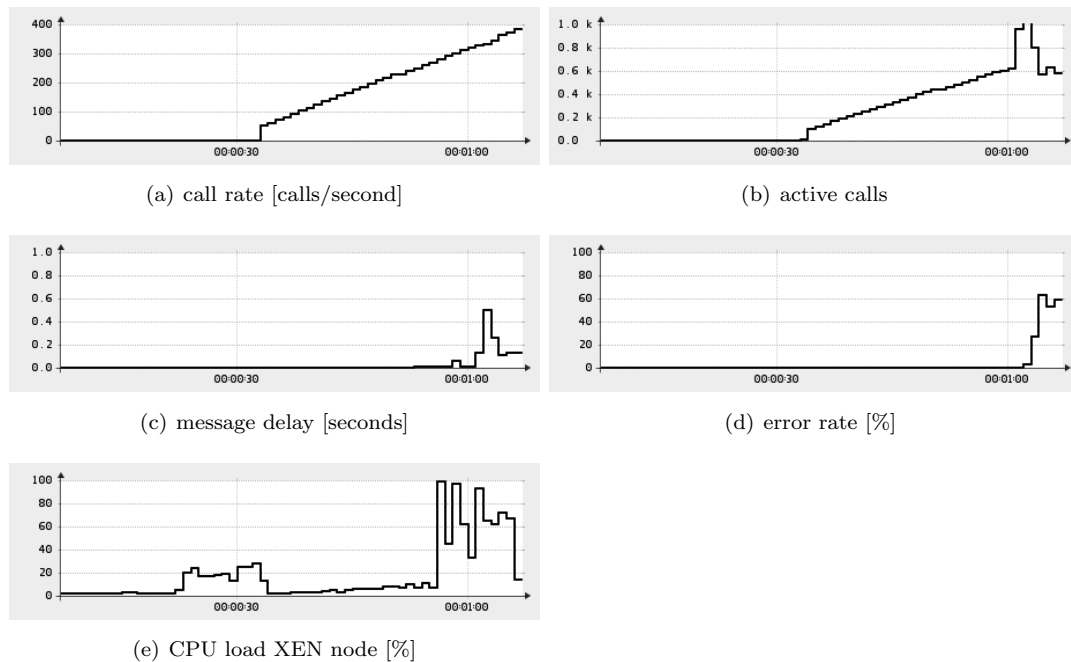 400
300
200
100
0
00:00:30 00:01:00
(a) call rate [calls/second]
1.0 k
0.8 k
0.6 k
0.4 k
0.2 k
0.0
00:00:30 00:01:00
(b) active calls
1.0
0.8
0.6
0.4
0.2
0.0
00:00:30 00:01:00
(c) message delay [seconds]
100
80
60
40
20
0
00:00:30 00:01:00
(d) error rate [%]
100
80
60
40
20
0
00:00:30 00:01:00
(e) CPU load XEN node [%]